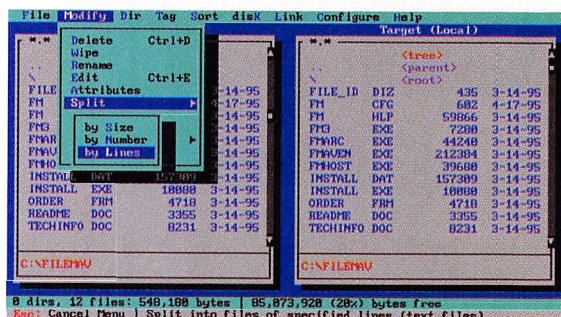 File Modify Dir Tag Sort disK Link Configure Help
Target (Local)
*.*
Delete Ctrl+D
Wipe
Rename
Edit Ctrl+E
Attributes
Split
by Size
by Number
by Lines
..
\
FILE 3-14-95
FM 4-17-95
FM 3-14-95
FM3 3-14-95
FMAR 3-14-95
FMAV 3-14-95
FMHO 3-14-95
INSTALL DAT 157309 3-14-95
INSTALL EXE 10080 3-14-95
ORDER FRM 4718 3-14-95
README DOC 3355 3-14-95
TECHINFO DOC 8231 3-14-95
C:\FILEMAV
*.*
<tree>
.. <parent>
\ <root>
FILE_ID DIZ 435 3-14-95
FM CFG 602 4-17-95
FM HLP 59866 3-14-95
FM3 EXE 7280 3-14-95
FMARC EXE 44240 3-14-95
FMAVEN EXE 212304 3-14-95
FMHOST EXE 39680 3-14-95
INSTALL DAT 157309 3-14-95
INSTALL EXE 10080 3-14-95
ORDER FRM 4718 3-14-95
README DOC 3355 3-14-95
TECHINFO DOC 8231 3-14-95
C:\FILEMAV
0 dirs, 12 files: 548,180 bytes | 85,073,920 (20%) bytes free
Esc: Cancel Menu | Split into files of specified lines (text files)